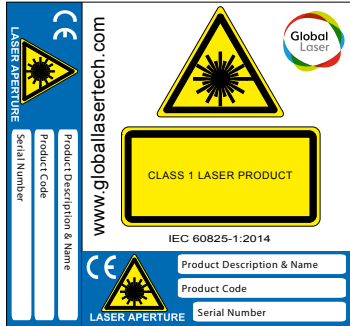 CE
LASER APERTURE
Product Description & Name
Product Code
Serial Number
www.globallasertech.com
Global
Laser
CLASS 1 LASER PRODUCT
IEC 60825-1:2014
CE
LASER APERTURE
Product Description & Name
Product Code
Serial Number